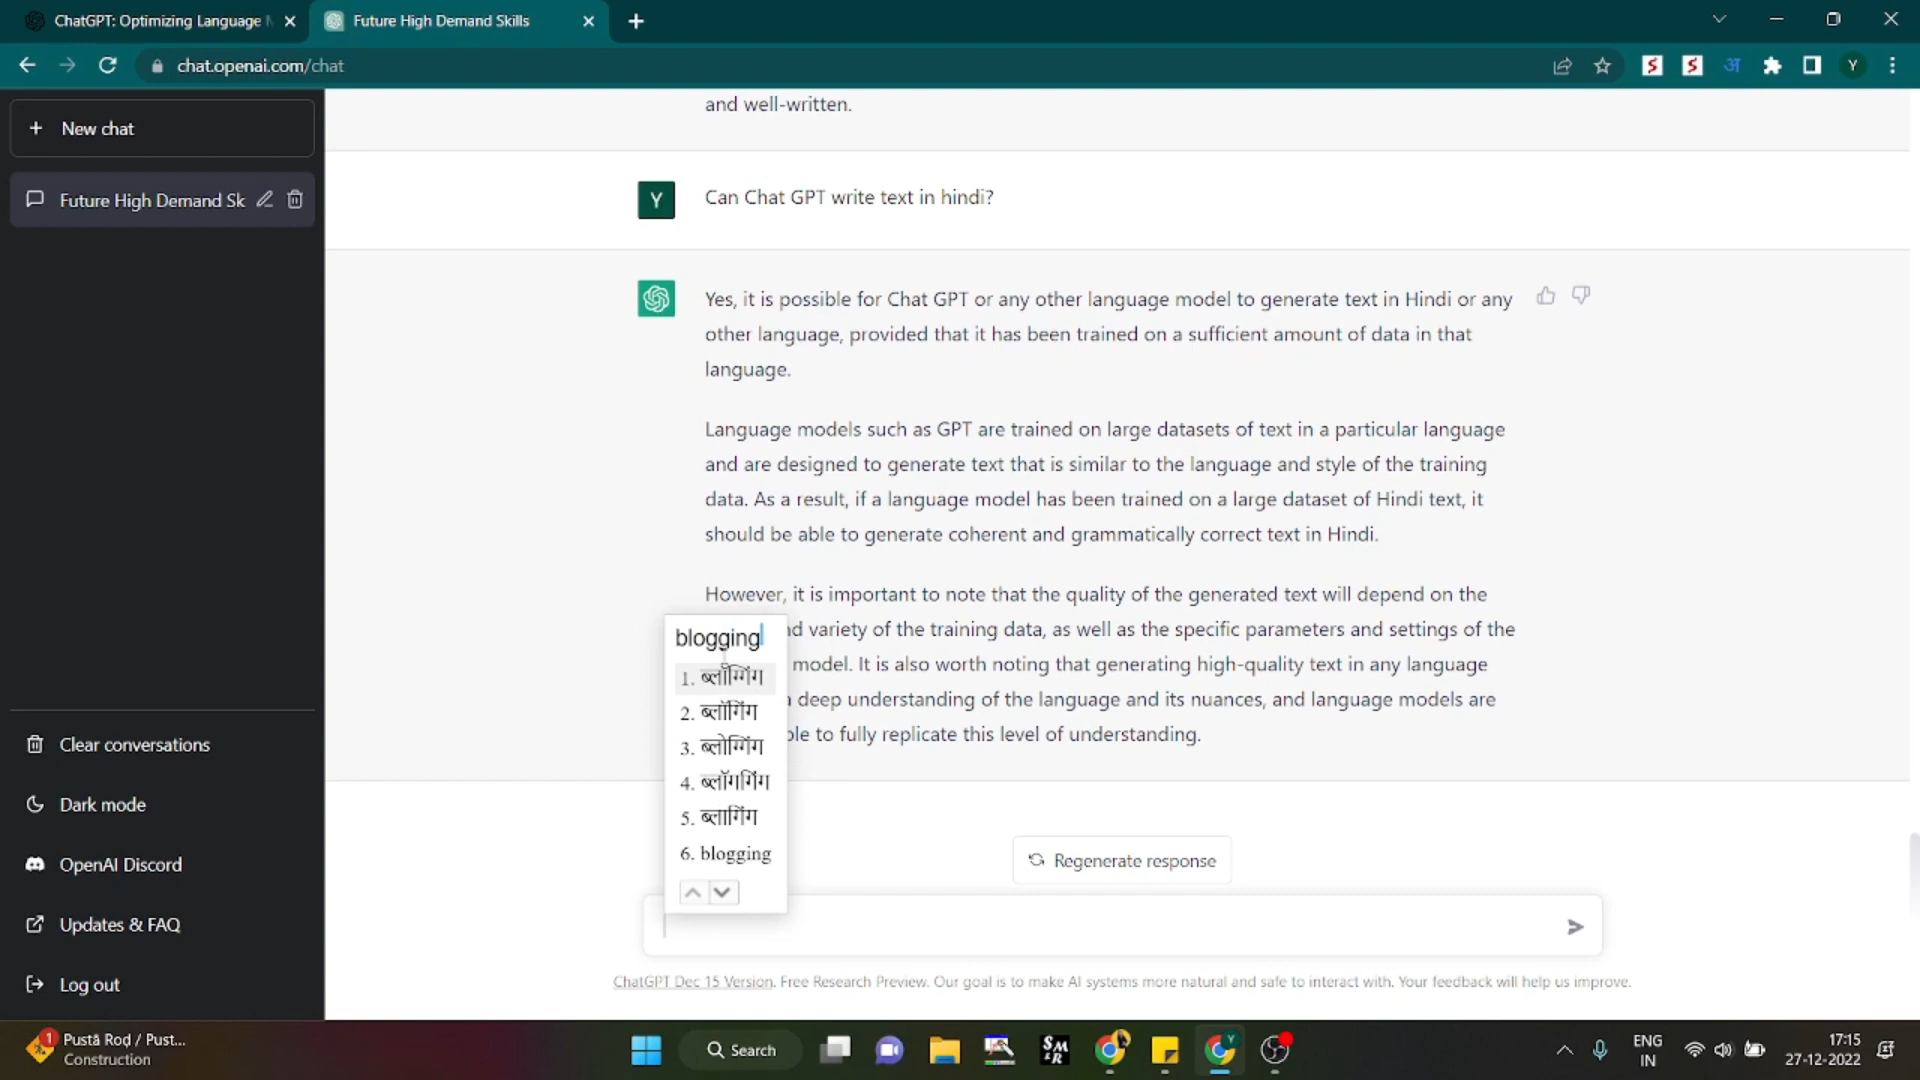 ChatGPT: Optimizing Language
Future High Demand Skills
chat.openai.com/chat
Y
New chat
Future High Demand Sk
Clear conversations
Dark mode
OpenAI Discord
Updates & FAQ
Log out
and well-written.
Y
Can Chat GPT write text in hindi?
Yes, it is possible for Chat GPT or any other language model to generate text in Hindi or any
other language, provided that it has been trained on a sufficient amount of data in that
language.
Language models such as GPT are trained on large datasets of text in a particular language
and are designed to generate text that is similar to the language and style of the training
data. As a result, if a language model has been trained on a large dataset of Hindi text, it
should be able to generate coherent and grammatically correct text in Hindi.
However, it is important to note that the quality of the generated text will depend on the
variety of the training data, as well as the specific parameters and settings of the
model. It is also worth noting that generating high-quality text in any language
deep understanding of the language and its nuances, and language models are
to fully replicate this level of understanding.
blogging
1. ब्लॉग्गिंग
2. ब्लॉगिंग
3. ब्लोग्गिंग
4. ब्लॉगगिंग
5. ब्लागिंग
6. blogging
Regenerate response
ChatGPT Dec 15 Version. Free Research Preview. Our goal is to make AI systems more natural and safe to interact with. Your feedback will help us improve.
1
Pustā Rod / Pust...
Construction
Search
SM
&R
ENG
IN
17:15
27-12-2022